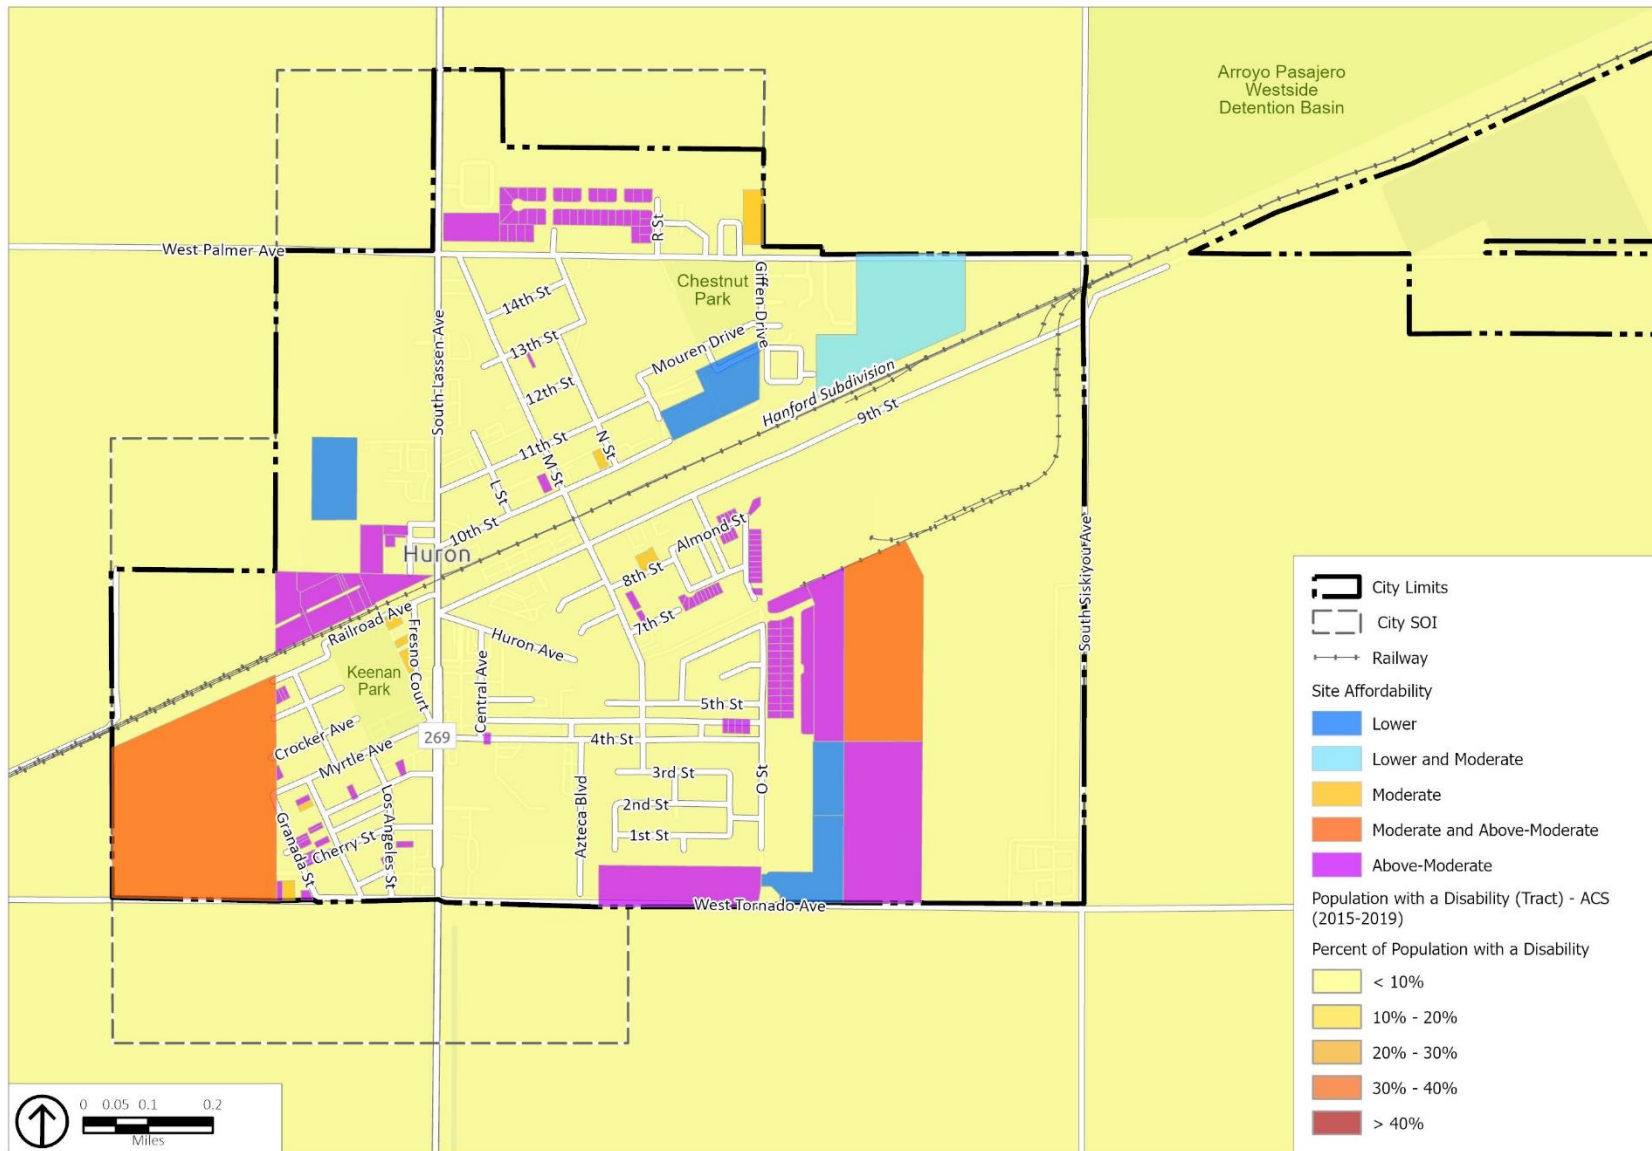 Arroyo Pasajero
Westside
Detention Basin
West Palmer Ave
R St
Chestnut
Park
Giffen Drive
14th St
South Lassen Ave
13th St
Mouren Drive
12th St
Hanford Subdivision
9th St
11th St
N St
M St
L St
10th St
Huron
Almond St
8th St
7th St
South Siskiyou Ave
Railroad Ave
Fresno Court
Huron Ave
Keenan
Park
Central Ave
5th St
269
4th St
Crocker Ave
Myrtle Ave
3rd St
O St
2nd St
Azteca Blvd
1st St
Los Angeles St
Granada St
Cherry St
West Tornado Ave
City Limits
City SOI
Railway
Site Affordability
Lower
Lower and Moderate
Moderate
Moderate and Above-Moderate
Above-Moderate
Population with a Disability (Tract) - ACS
(2015-2019)
Percent of Population with a Disability
< 10%
10% - 20%
20% - 30%
30% - 40%
> 40%
0 0.05 0.1 0.2
Miles